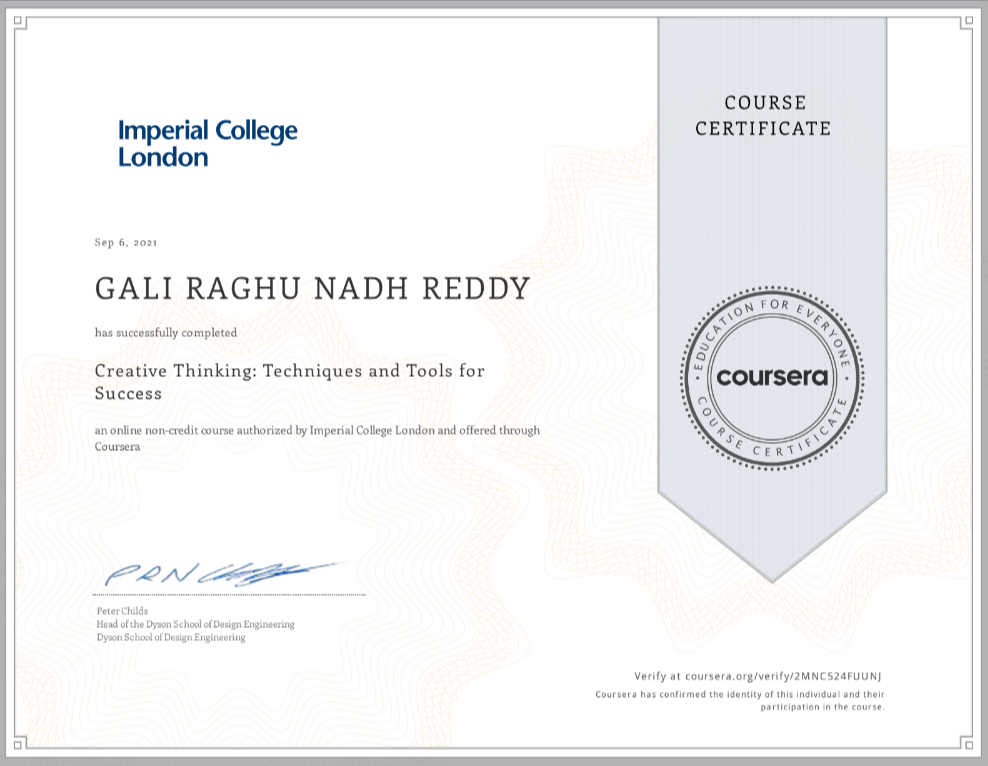 Imperial College
London
COURSE
CERTIFICATE
Sep 6, 2021
GALI RAGHU NADH REDDY
has successfully completed
Creative Thinking: Techniques and Tools for
Success
an online non-credit course authorized by Imperial College London and offered through
Coursera
EDUCATION FOR EVERYONE
coursera
COURSE CERTIFICATE
PRN
Peter Childs
Head of the Dyson School of Design Engineering
Dyson School of Design Engineering
Verify at coursera.org/verify/2MNC524FUUNJ
Coursera has confirmed the identity of this individual and their
participation in the course.